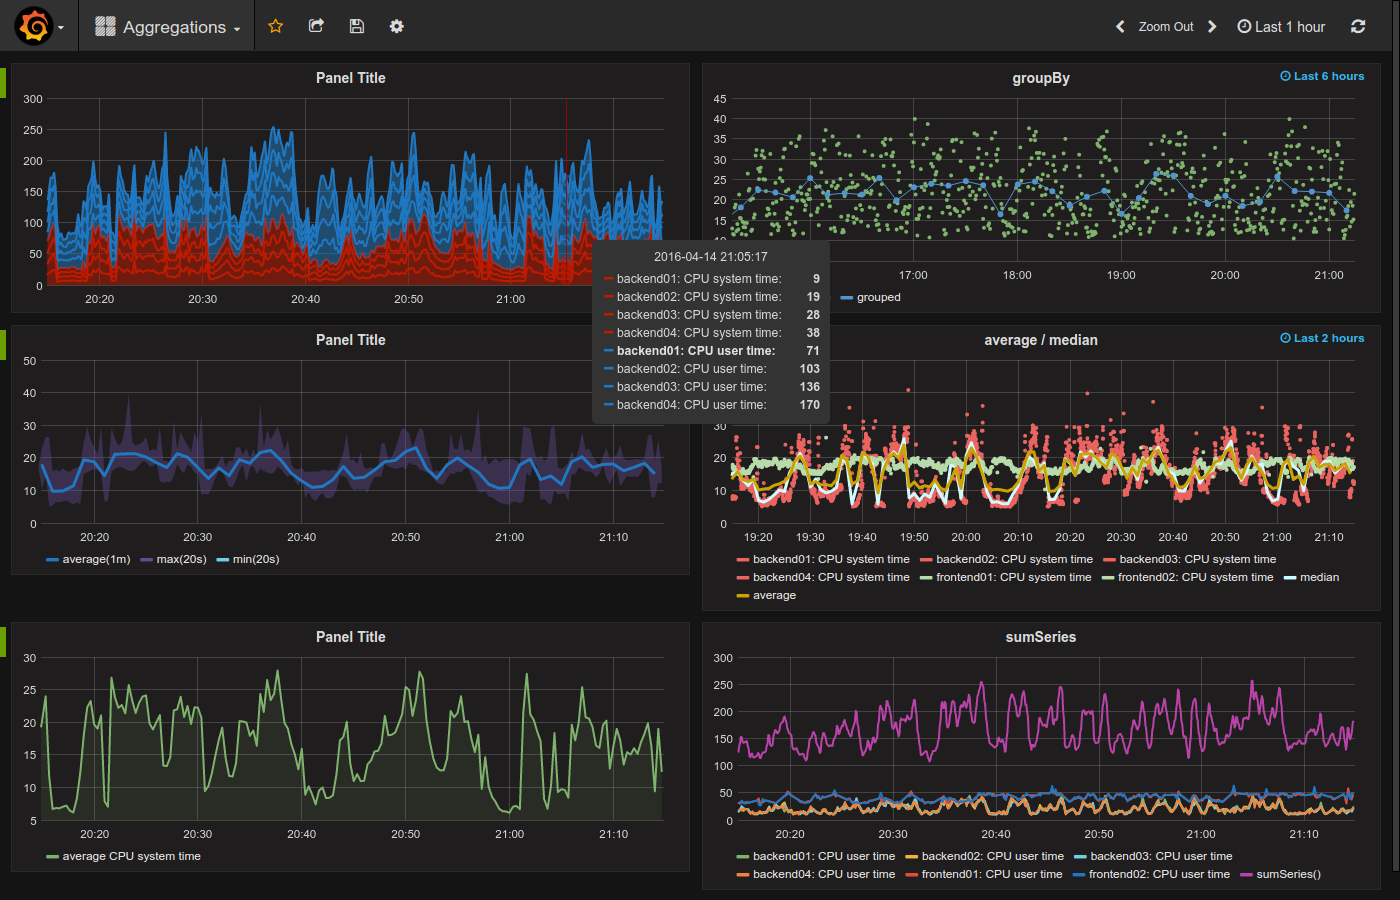 Aggregations
Zoom Out
Last 1 hour
Panel Title
300
250
200
150
100
50
0
20:20
20:30
20:40
20:50
21:00
groupBy
Last 6 hours
45
40
35
30
25
20
15
10
17:00
18:00
19:00
20:00
21:00
grouped
2016-04-14 21:05:17
backend01: CPU system time: 9
backend02: CPU system time: 19
backend03: CPU system time: 28
backend04: CPU system time: 38
backend01: CPU user time: 71
backend02: CPU user time: 103
backend03: CPU user time: 136
backend04: CPU user time: 170
Panel Title
50
40
30
20
10
0
20:20
20:30
20:40
20:50
21:00
21:10
average(1m) max(20s) min(20s)
average / median
Last 2 hours
30
20
10
0
19:20
19:30
19:40
19:50
20:00
20:10
20:20
20:30
20:40
20:50
21:00
21:10
backend01: CPU system time backend02: CPU system time backend03: CPU system time
backend04: CPU system time frontend01: CPU system time frontend02: CPU system time median
average
Panel Title
30
25
20
15
10
5
20:20
20:30
20:40
20:50
21:00
21:10
average CPU system time
sumSeries
300
250
200
150
100
50
0
20:20
20:30
20:40
20:50
21:00
21:10
backend01: CPU user time backend02: CPU user time backend03: CPU user time
backend04: CPU user time frontend01: CPU user time frontend02: CPU user time sumSeries()